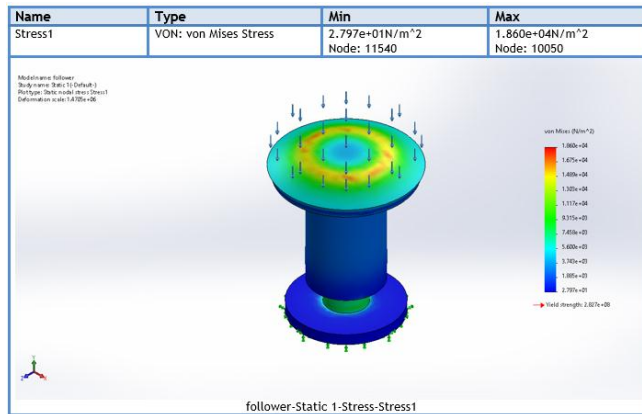 Name Type Min Max
Stress1 VON: von Mises Stress 2.797e+01N/m^2 1.860e+04N/m^2
Node: 11540 Node: 10050
Model name: follower
Study name: Static 1(-Default-)
Plot type: Static nodal stress Stress1
Deformation scale:
von Mises (N/m^2)
1.860e+04
1.675e+04
1.489e+04
1.303e+04
1.117e+04
9.315e+03
7.458e+03
5.600e+03
3.743e+03
1.885e+03
2.797e+01
Yield strength: 2.827e+08
follower-Static 1-Stress-Stress1